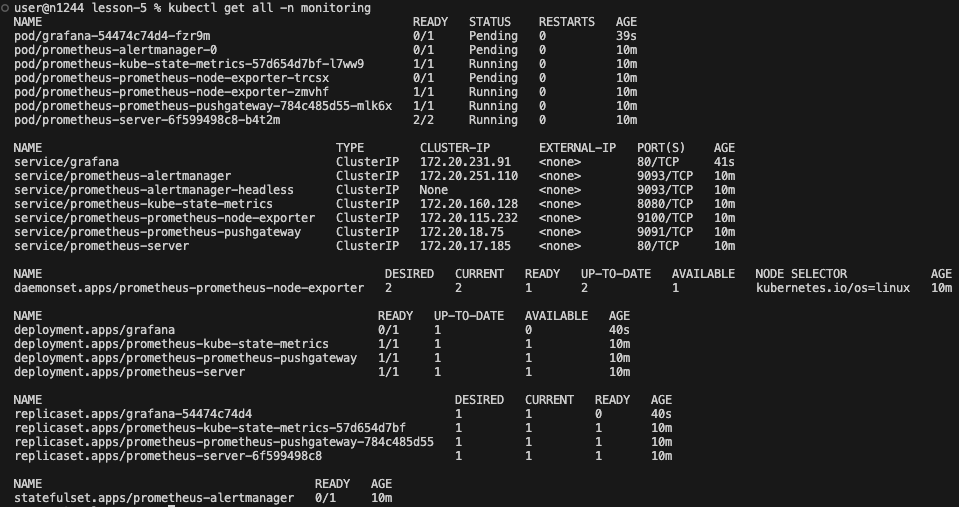 user@n1244 lesson-5 % kubectl get all -n monitoring
NAME READY STATUS RESTARTS AGE
pod/grafana-54474c74d4-fzr9m 0/1 Pending 0 39s
pod/prometheus-alertmanager-0 0/1 Pending 0 10m
pod/prometheus-kube-state-metrics-57d654d7bf-l7ww9 1/1 Running 0 10m
pod/prometheus-prometheus-node-exporter-trcsx 0/1 Pending 0 10m
pod/prometheus-prometheus-node-exporter-zmvhf 1/1 Running 0 10m
pod/prometheus-prometheus-pushgateway-784c485d55-mlk6x 1/1 Running 0 10m
pod/prometheus-server-6f599498c8-b4t2m 2/2 Running 0 10m
NAME TYPE CLUSTER-IP EXTERNAL-IP PORT(S) AGE
service/grafana ClusterIP 172.20.231.91 <none> 80/TCP 41s
service/prometheus-alertmanager ClusterIP 172.20.251.110 <none> 9093/TCP 10m
service/prometheus-alertmanager-headless ClusterIP None <none> 9093/TCP 10m
service/prometheus-kube-state-metrics ClusterIP 172.20.160.128 <none> 8080/TCP 10m
service/prometheus-prometheus-node-exporter ClusterIP 172.20.115.232 <none> 9100/TCP 10m
service/prometheus-prometheus-pushgateway ClusterIP 172.20.18.75 <none> 9091/TCP 10m
service/prometheus-server ClusterIP 172.20.17.185 <none> 80/TCP 10m
NAME DESIRED CURRENT READY UP-TO-DATE AVAILABLE NODE SELECTOR AGE
daemonset.apps/prometheus-prometheus-node-exporter 2 2 1 2 1 kubernetes.io/os=linux 10m
NAME READY UP-TO-DATE AVAILABLE AGE
deployment.apps/grafana 0/1 1 0 40s
deployment.apps/prometheus-kube-state-metrics 1/1 1 1 10m
deployment.apps/prometheus-prometheus-pushgateway 1/1 1 1 10m
deployment.apps/prometheus-server 1/1 1 1 10m
NAME DESIRED CURRENT READY AGE
replicaset.apps/grafana-54474c74d4 1 1 0 40s
replicaset.apps/prometheus-kube-state-metrics-57d654d7bf 1 1 1 10m
replicaset.apps/prometheus-prometheus-pushgateway-784c485d55 1 1 1 10m
replicaset.apps/prometheus-server-6f599498c8 1 1 1 10m
NAME READY AGE
statefulset.apps/prometheus-alertmanager 0/1 10m